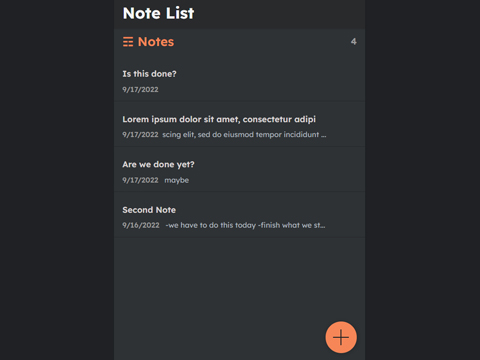 Note List
Notes 4
Is this done?
9/17/2022
Lorem ipsum dolor sit amet, consectetur adipi
9/17/2022 scing elit, sed do eiusmod tempor incididunt ...
Are we done yet?
9/17/2022 maybe
Second Note
9/16/2022 -we have to do this today -finish what we st...